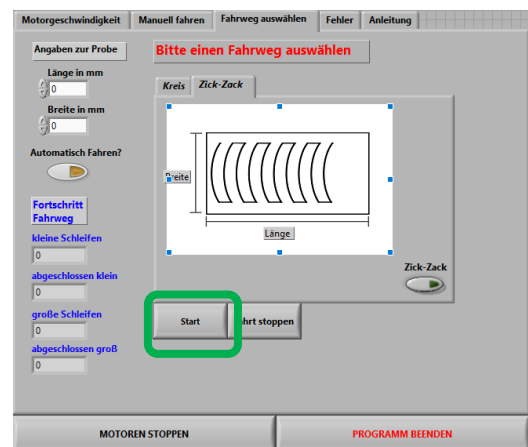 Motorgeschwindigkeit Manuell fahren Fahrweg auswählen Fehler Anleitung
Angaben zur Probe
Bitte einen Fahrweg auswählen
Länge in mm
0
Breite in mm
0
Automatisch Fahren?
Kreis Zick-Zack
Länge
Zick-Zack
Fortschritt
Fahrweg
kleine Schleifen
0
abgeschlossen klein
0
große Schleifen
0
abgeschlossen groß
0
Start stoppen
MOTOREN STOPPEN PROGRAMM BEENDEN